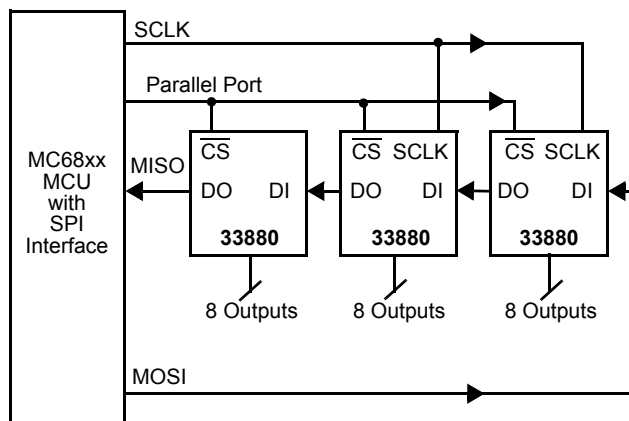 SCLK
Parallel Port
MC68xx
MCU
with
SPI
Interface
MISO
CS
DO DI
33880
8 Outputs
CS SCLK
DO DI
33880
8 Outputs
CS SCLK
DO DI
33880
8 Outputs
MOSI